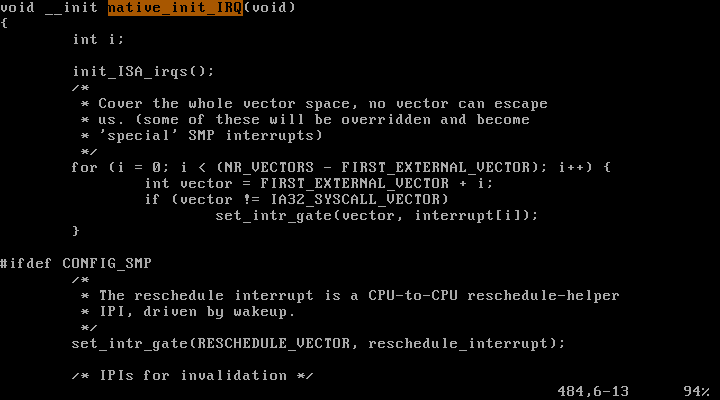 void __init native_init_IRQ(void)
{
        int i;

        init_ISA_irqs();
        /*
         * Cover the whole vector space, no vector can escape
         * us. (some of these will be overridden and become
         * 'special' SMP interrupts)
         */
        for (i = 0; i < (NR_VECTORS - FIRST_EXTERNAL_VECTOR); i++) {
                int vector = FIRST_EXTERNAL_VECTOR + i;
                if (vector != IA32_SYSCALL_VECTOR)
                        set_intr_gate(vector, interrupt[i]);
        }

#ifdef CONFIG_SMP
        /*
         * The reschedule interrupt is a CPU-to-CPU reschedule-helper
         * IPI, driven by wakeup.
         */
        set_intr_gate(RESCHEDULE_VECTOR, reschedule_interrupt);

        /* IPIs for invalidation */
484,6-13 94%